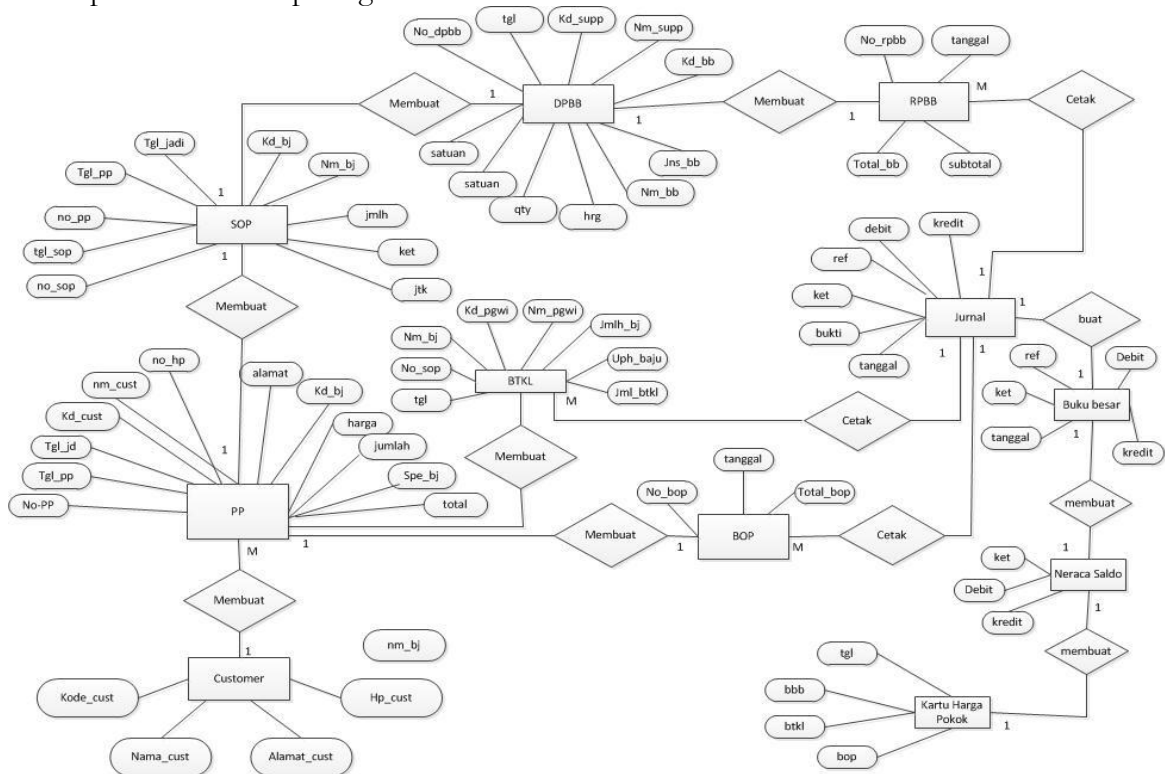 No_dpbb
tgl
Kd_supp
Nm_supp
Kd_bb
Membuat
1
DPBB
1
Membuat
1
No_rpbb
tanggal
RPBB
M
Cetak
Total_bb
subtotal
satuan
satuan
qty
hrg
Nm_bb
Jns_bb
Tgl_jadi
Kd_bj
Tgl_pp
Nm_bj
1
no_pp
SOP
jmlh
tgl_sop
ket
no_sop
1
jtk
Membuat
debit
kredit
ref
ket
1
1
Jurnal
buat
bukti
tanggal
1
1
ref
1
Debit
ket
Buku besar
tanggal
1
kredit
Kd_pgwi
Nm_pgwi
Nm_bj
Jmlh_bj
No_sop
BTKL
Uph_baju
tgl
M
Jml_btkl
Cetak
Membuat
no_hp
nm_cust
alamat
Kd_cust
Kd_bj
Tgl_jd
1
harga
jumlah
Tgl_pp
Spe_bj
No-PP
PP
total
M
1
Membuat
1
tanggal
No_bop
Total_bop
BOP
M
Cetak
membuat
1
ket
Neraca Saldo
Debit
kredit
1
membuat
Membuat
1
nm_bj
Customer
Kode_cust
Hp_cust
Nama_cust
Alamat_cust
tgl
bbb
Kartu Harga
Pokok
btkl
1
bop